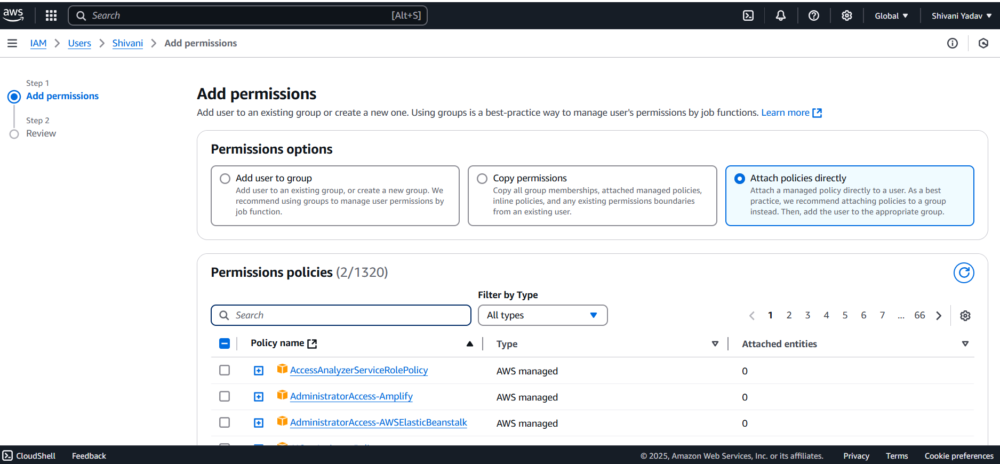 aws
Search [Alt+S]
Global
Shivani Yadav
IAM > Users > Shivani > Add permissions
Step 1
Add permissions
Step 2
Review
Add permissions
Add user to an existing group or create a new one. Using groups is a best-practice way to manage user's permissions by job functions. Learn more
Permissions options
Add user to group
Add user to an existing group, or create a new group. We
recommend using groups to manage user permissions by
job function.
Copy permissions
Copy all group memberships, attached managed policies,
inline policies, and any existing permissions boundaries
from an existing user.
Attach policies directly
Attach a managed policy directly to a user. As a best
practice, we recommend attaching policies to a group
instead. Then, add the user to the appropriate group.
Permissions policies (2/1320)
Filter by Type
Search
All types
1 2 3 4 5 6 7 ... 66
Policy name Type Attached entities
AccessAnalyzerServiceRolePolicy AWS managed 0
AdministratorAccess-Amplify AWS managed 0
AdministratorAccess-AWSElasticBeanstalk AWS managed 0
CloudShell Feedback © 2025, Amazon Web Services, Inc. or its affiliates. Privacy Terms Cookie preferences